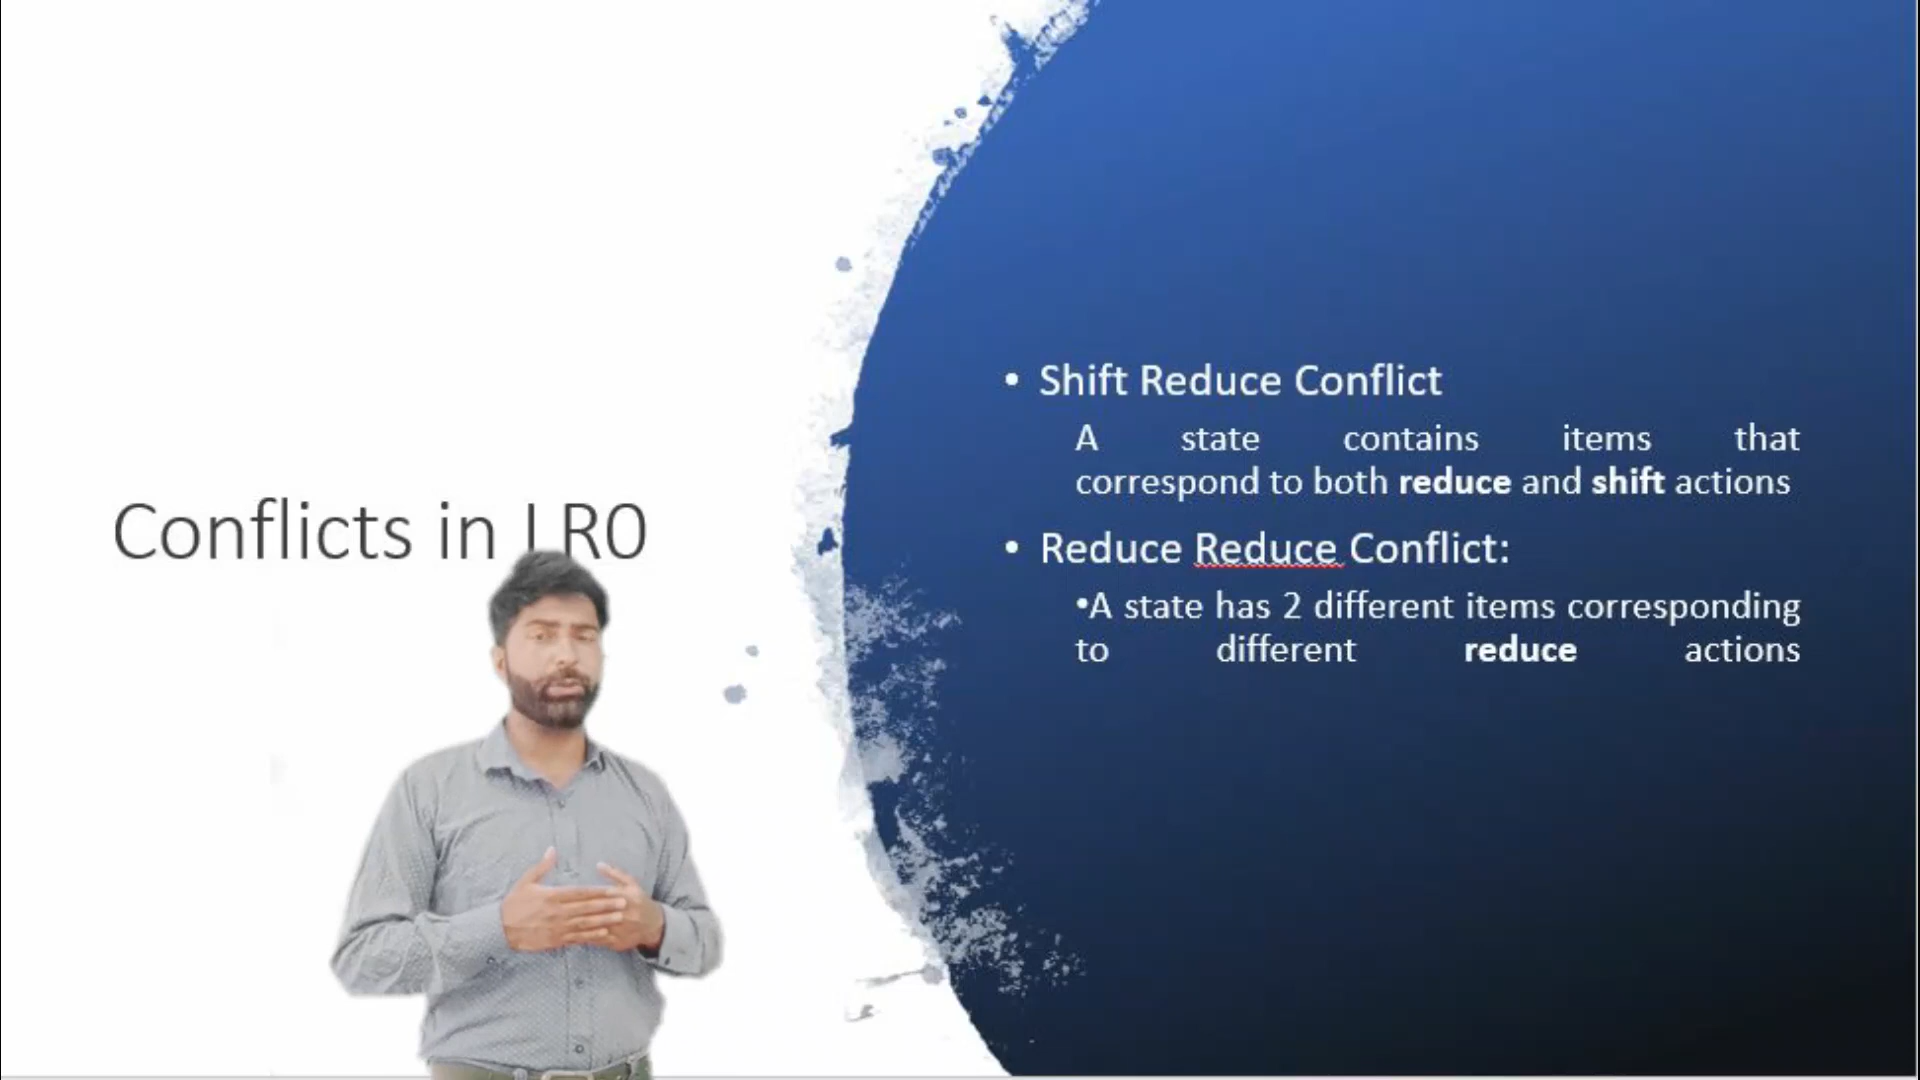 Conflicts in LR0
• Shift Reduce Conflict
A state contains items that
correspond to both reduce and shift actions
• Reduce Reduce Conflict:
•A state has 2 different items corresponding
to different reduce actions